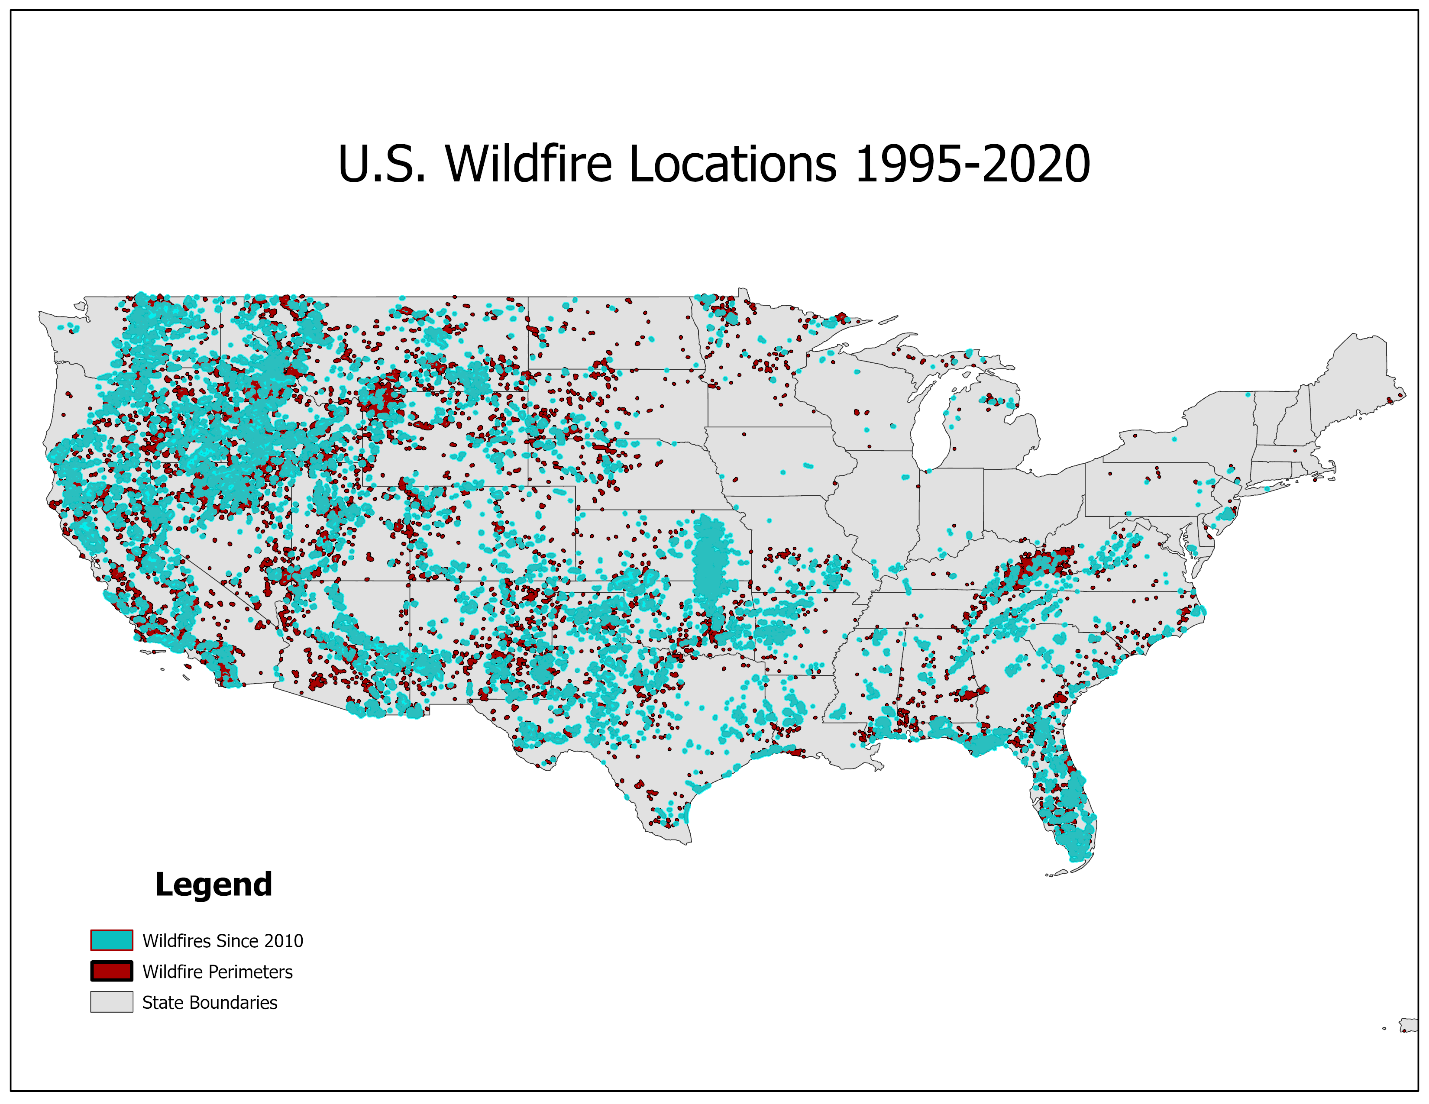 U.S. Wildfire Locations 1995-2020
Legend
Wildfires Since 2010
Wildfire Perimeters
State Boundaries